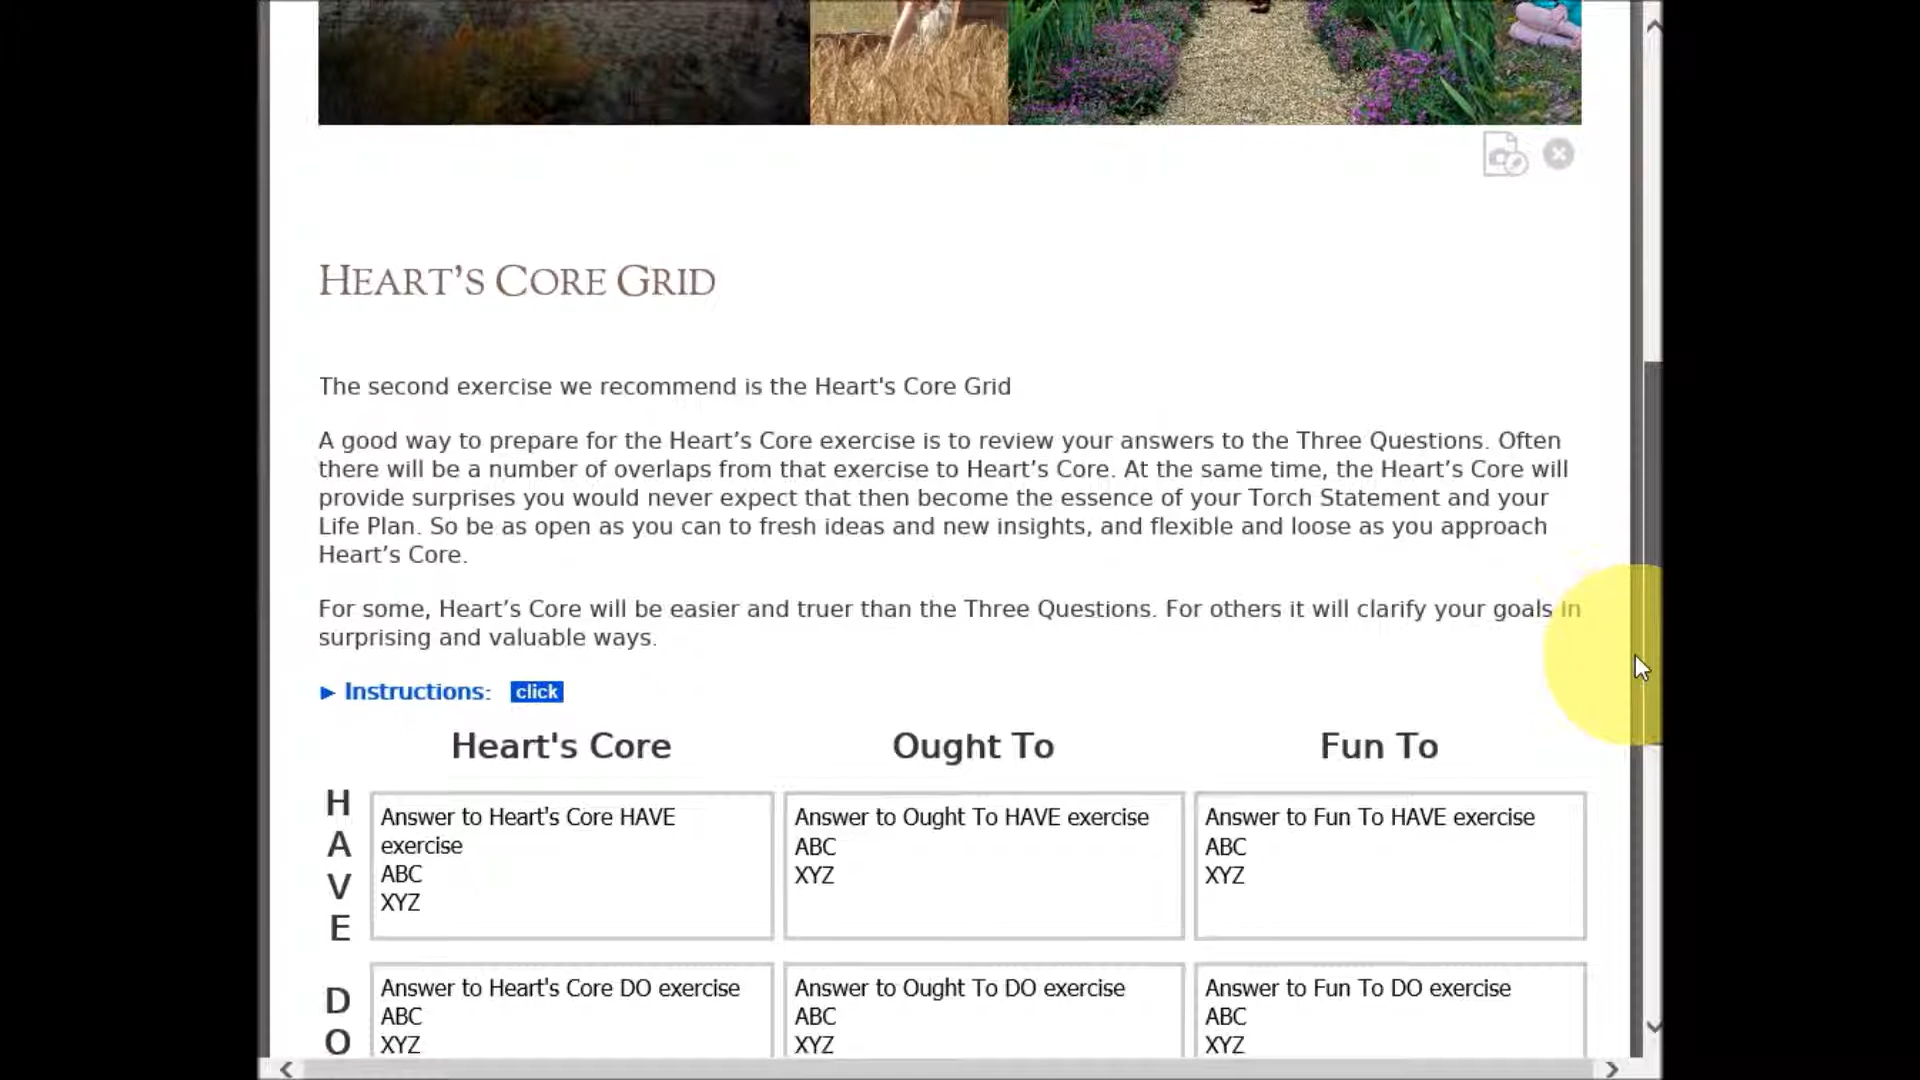 HEART'S CORE GRID
The second exercise we recommend is the Heart's Core Grid
A good way to prepare for the Heart’s Core exercise is to review your answers to the Three Questions. Often
there will be a number of overlaps from that exercise to Heart’s Core. At the same time, the Heart’s Core will
provide surprises you would never expect that then become the essence of your Torch Statement and your
Life Plan. So be as open as you can to fresh ideas and new insights, and flexible and loose as you approach
Heart’s Core.
For some, Heart’s Core will be easier and truer than the Three Questions. For others it will clarify your goals in
surprising and valuable ways.
► Instructions: click
Heart's Core Ought To Fun To
HAVE
Answer to Heart's Core HAVE
exercise
ABC
XYZ
Answer to Ought To HAVE exercise
ABC
XYZ
Answer to Fun To HAVE exercise
ABC
XYZ
DO
Answer to Heart's Core DO exercise
ABC
XYZ
Answer to Ought To DO exercise
ABC
XYZ
Answer to Fun To DO exercise
ABC
XYZ